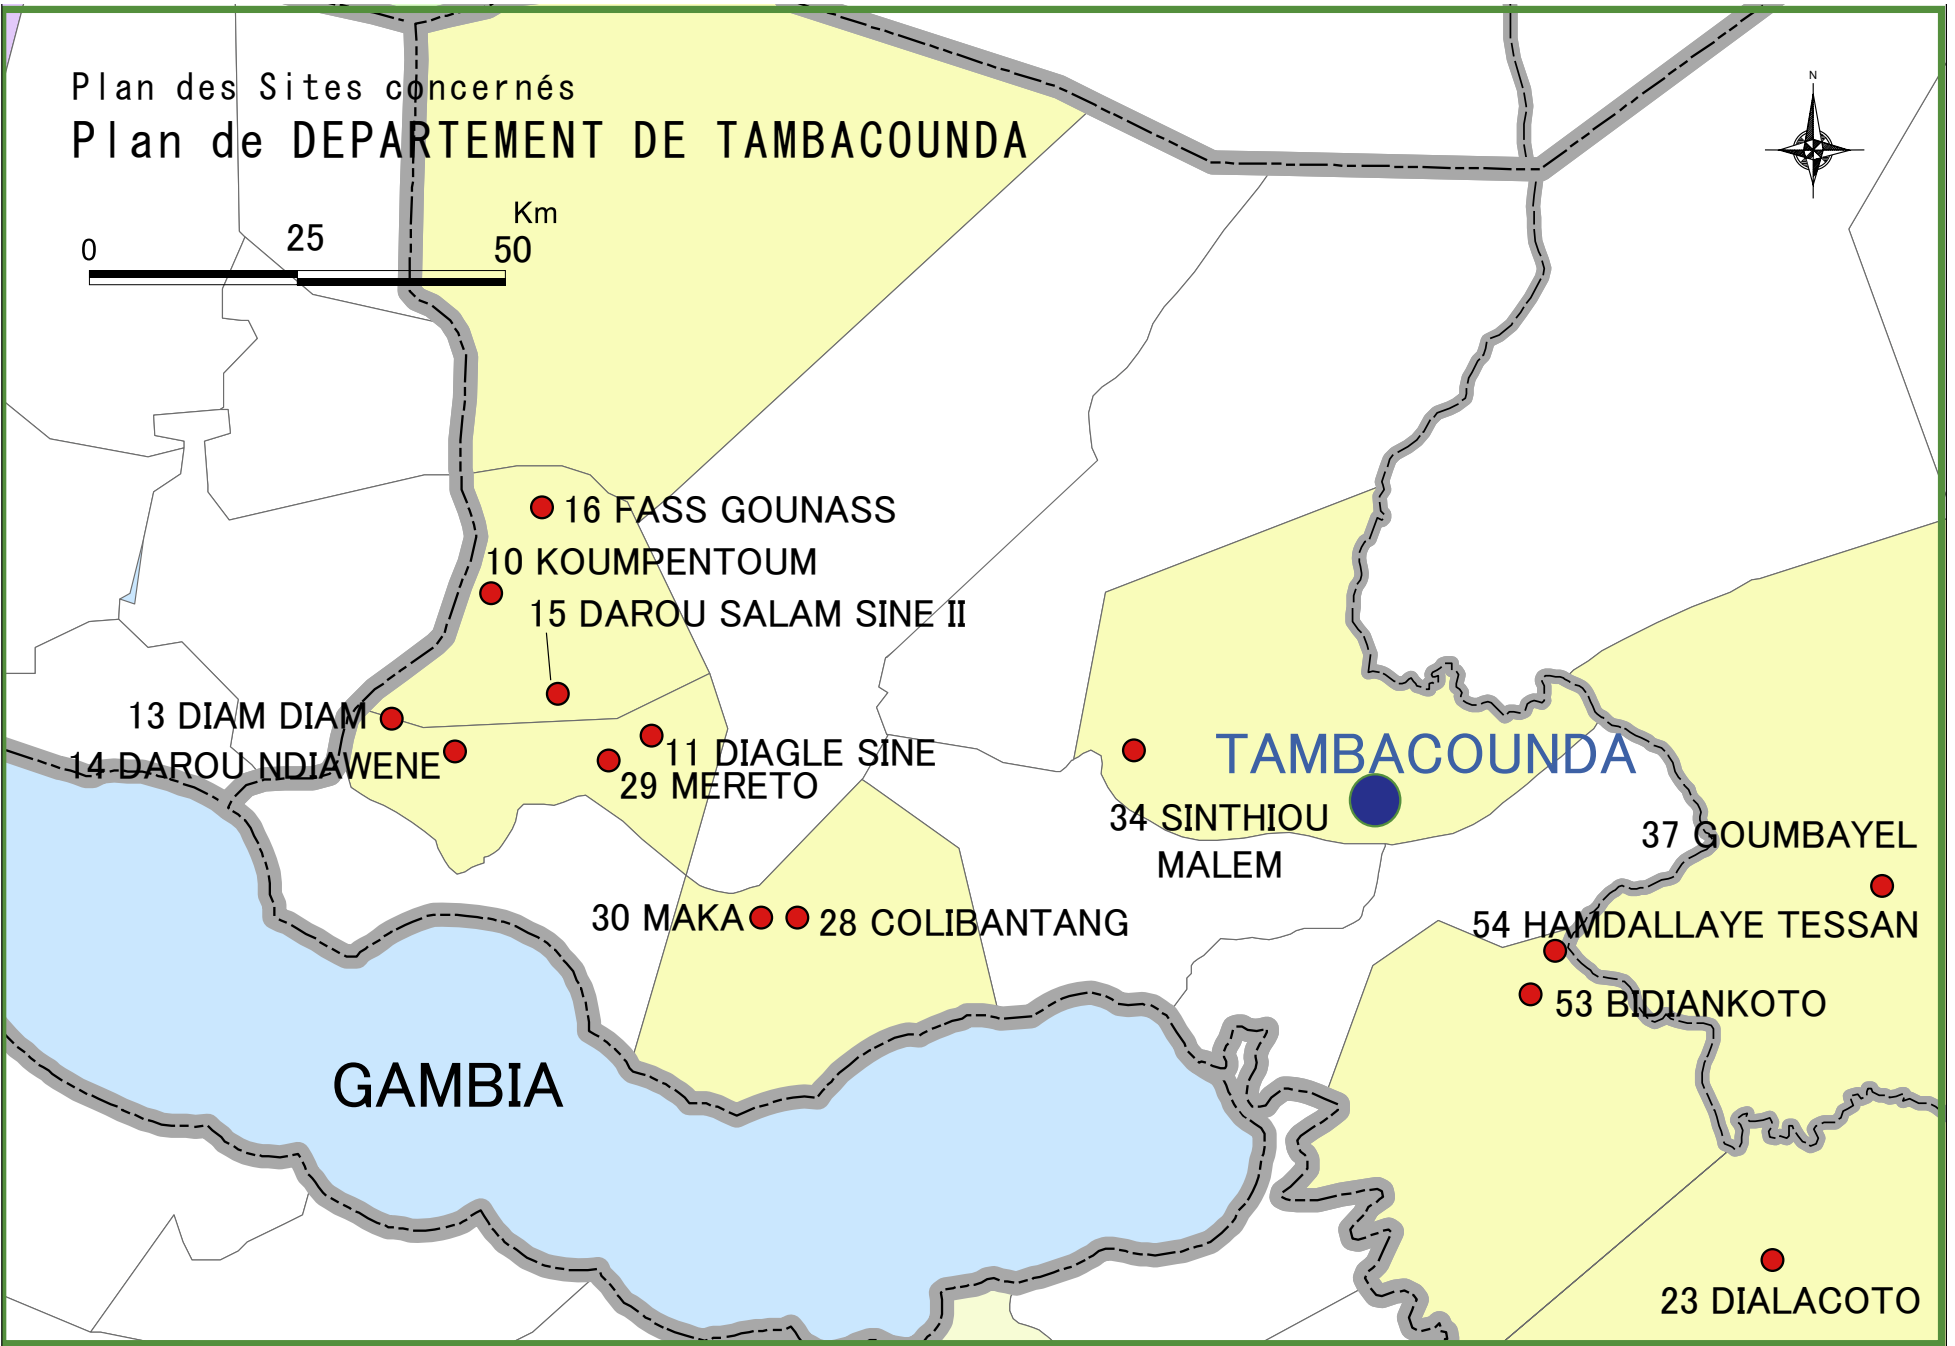 Plan des Sites concernés
Plan de DEPARTEMENT DE TAMBACOUNDA
N
Km
0 25 50
16 FASS GOUNASS
10 KOUMPENTOUM
15 DAROU SALAM SINE II
13 DIAM DIAM
14 DAROU NDIAWENE
11 DIAGLE SINE
29 MERETO
TAMBACOUNDA
34 SINTHIOU
MALEM
37 GOUMBAYEL
30 MAKA
28 COLIBANTANG
54 HAMDALLAYE TESSAN
53 BIDIANKOTO
GAMBIA
23 DIALACOTO